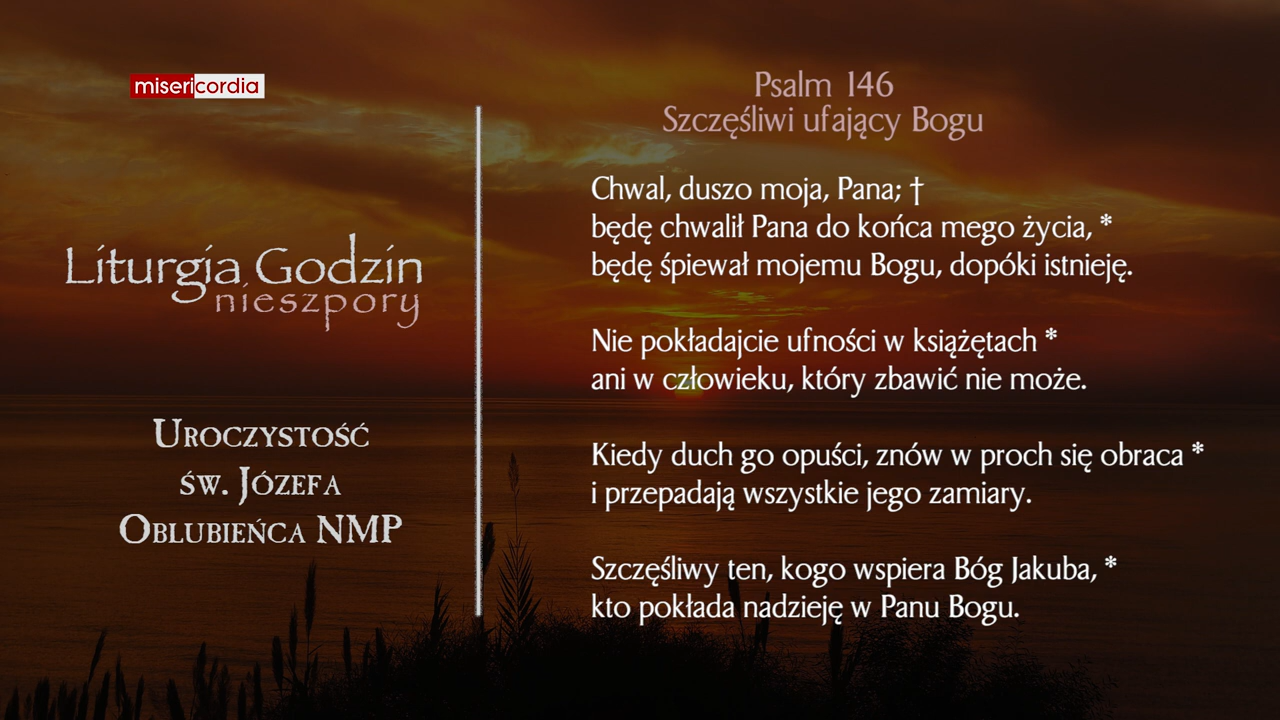 misericordia
Liturgia Godzin
nieszpory
Uroczystość
św. Józefa
Oblubieńca NMP
Psalm 146
Szczęśliwi ufający Bogu
Chwal, duszo moja, Pana; †
będę chwalił Pana do końca mego życia, *
będę śpiewał mojemu Bogu, dopóki istnieję.
Nie pokładajcie ufności w książętach *
ani w człowieku, który zbawić nie może.
Kiedy duch go opuści, znów w proch się obraca *
i przepadają wszystkie jego zamiary.
Szczęśliwy ten, kogo wspiera Bóg Jakuba, *
kto pokłada nadzieję w Panu Bogu.